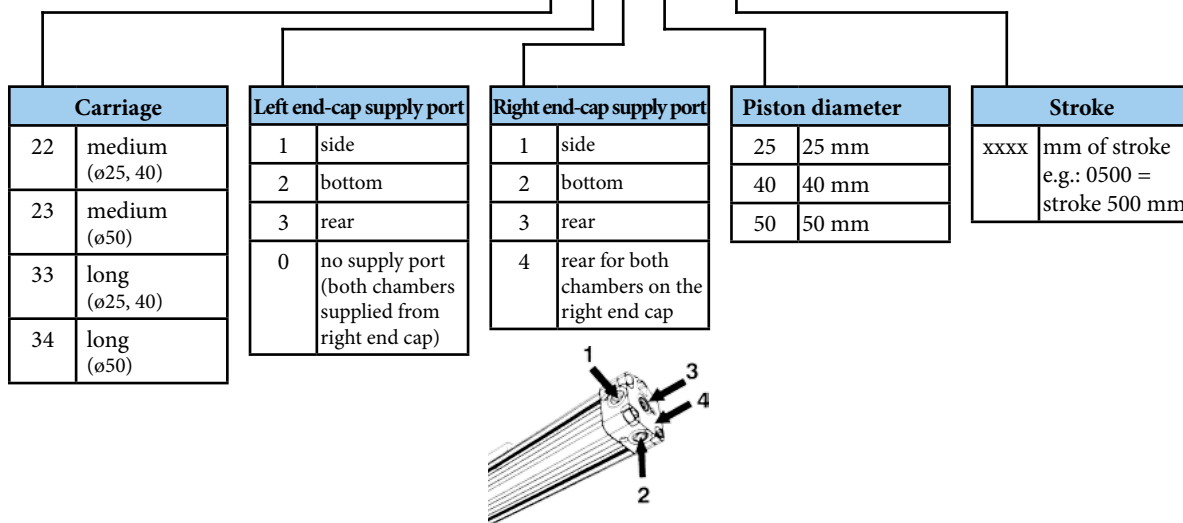 Carriage
22 medium
(ø25, 40)
23 medium
(ø50)
33 long
(ø25, 40)
34 long
(ø50)
Left end-cap supply port
1 side
2 bottom
3 rear
0 no supply port
(both chambers
supplied from
right end cap)
Right end-cap supply port
1 side
2 bottom
3 rear
4 rear for both
chambers on the
right end cap
Piston diameter
25 25 mm
40 40 mm
50 50 mm
Stroke
xxxx mm of stroke
e.g.: 0500 =
stroke 500 mm
1
3
4
2